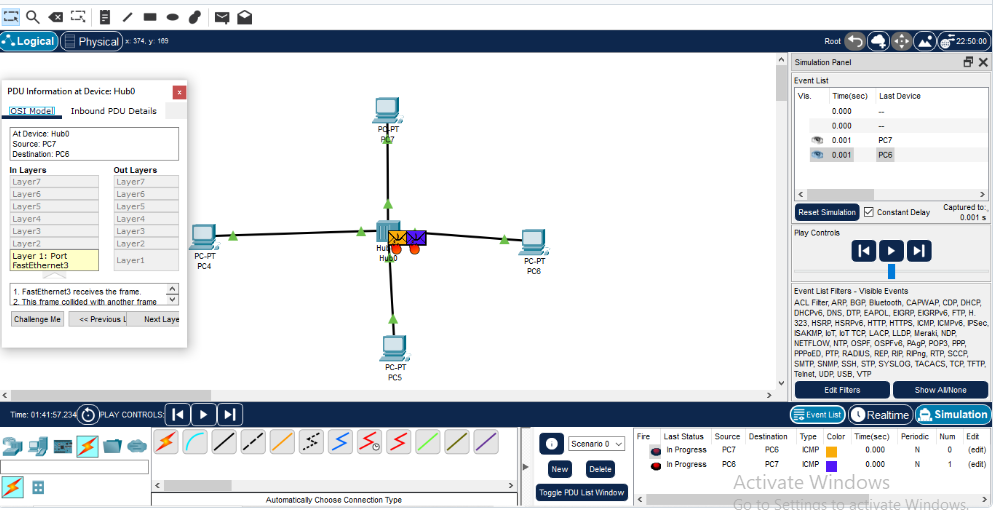 Logical
Physical x: 374, y: 169
Root
22:50:00
PDU Information at Device: Hub0
OSI Model
Inbound PDU Details
At Device: Hub0
Source: PC7
Destination: PC6
In Layers
Out Layers
Layer7
Layer7
Layer6
Layer6
Layer5
Layer5
Layer4
Layer4
Layer3
Layer3
Layer2
Layer2
Layer 1: Port
FastEthernet3
Layer1
1. FastEthernet3 receives the frame.
2. This frame collided with another frame
Challenge Me
<< Previous L
Next Laye
PC-PT
PC7
PC-PT
PC4
Hub0
PC-PT
PC6
PC-PT
PC5
Simulation Panel
Event List
Vis.
Time(sec)
Last Device
0.000
--
0.000
--
0.001
PC7
0.001
PC6
Reset Simulation
Constant Delay
Captured to:
0.001 s
Play Controls
Event List Filters - Visible Events
ACL Filter, ARP, BGP, Bluetooth, CAPWAP, CDP, DHCP,
DHCPv6, DNS, DTP, EAPOL, EIGRP, EIGRPv6, FTP, H.
323, HSRP, HSRPv6, HTTP, HTTPS, ICMP, ICMPv6, IPSec,
ISAKMP, IoT, IoT TCP, LACP, LLDP, Meraki, NDP,
NETFLOW, NTP, OSPF, OSPFv6, PAgP, POP3, PPP,
PPPoED, PTP, RADIUS, REP, RIP, RIPng, RTP, SCCP,
SMTP, SNMP, SSH, STP, SYSLOG, TACACS, TCP, TFTP,
Telnet, UDP, USB, VTP
Edit Filters
Show All/None
Time: 01:41:57.234
PLAY CONTROLS:
Event List
Realtime
Simulation
Automatically Choose Connection Type
Scenario 0
New
Delete
Toggle PDU List Window
Fire Last Status Source Destination Type Color Time(sec) Periodic Num Edit
In Progress PC7 PC6 ICMP 0.000 N 0 (edit)
In Progress PC6 PC7 ICMP 0.000 N 1 (edit)
Activate Windows
Go to Settings to activate Windows.